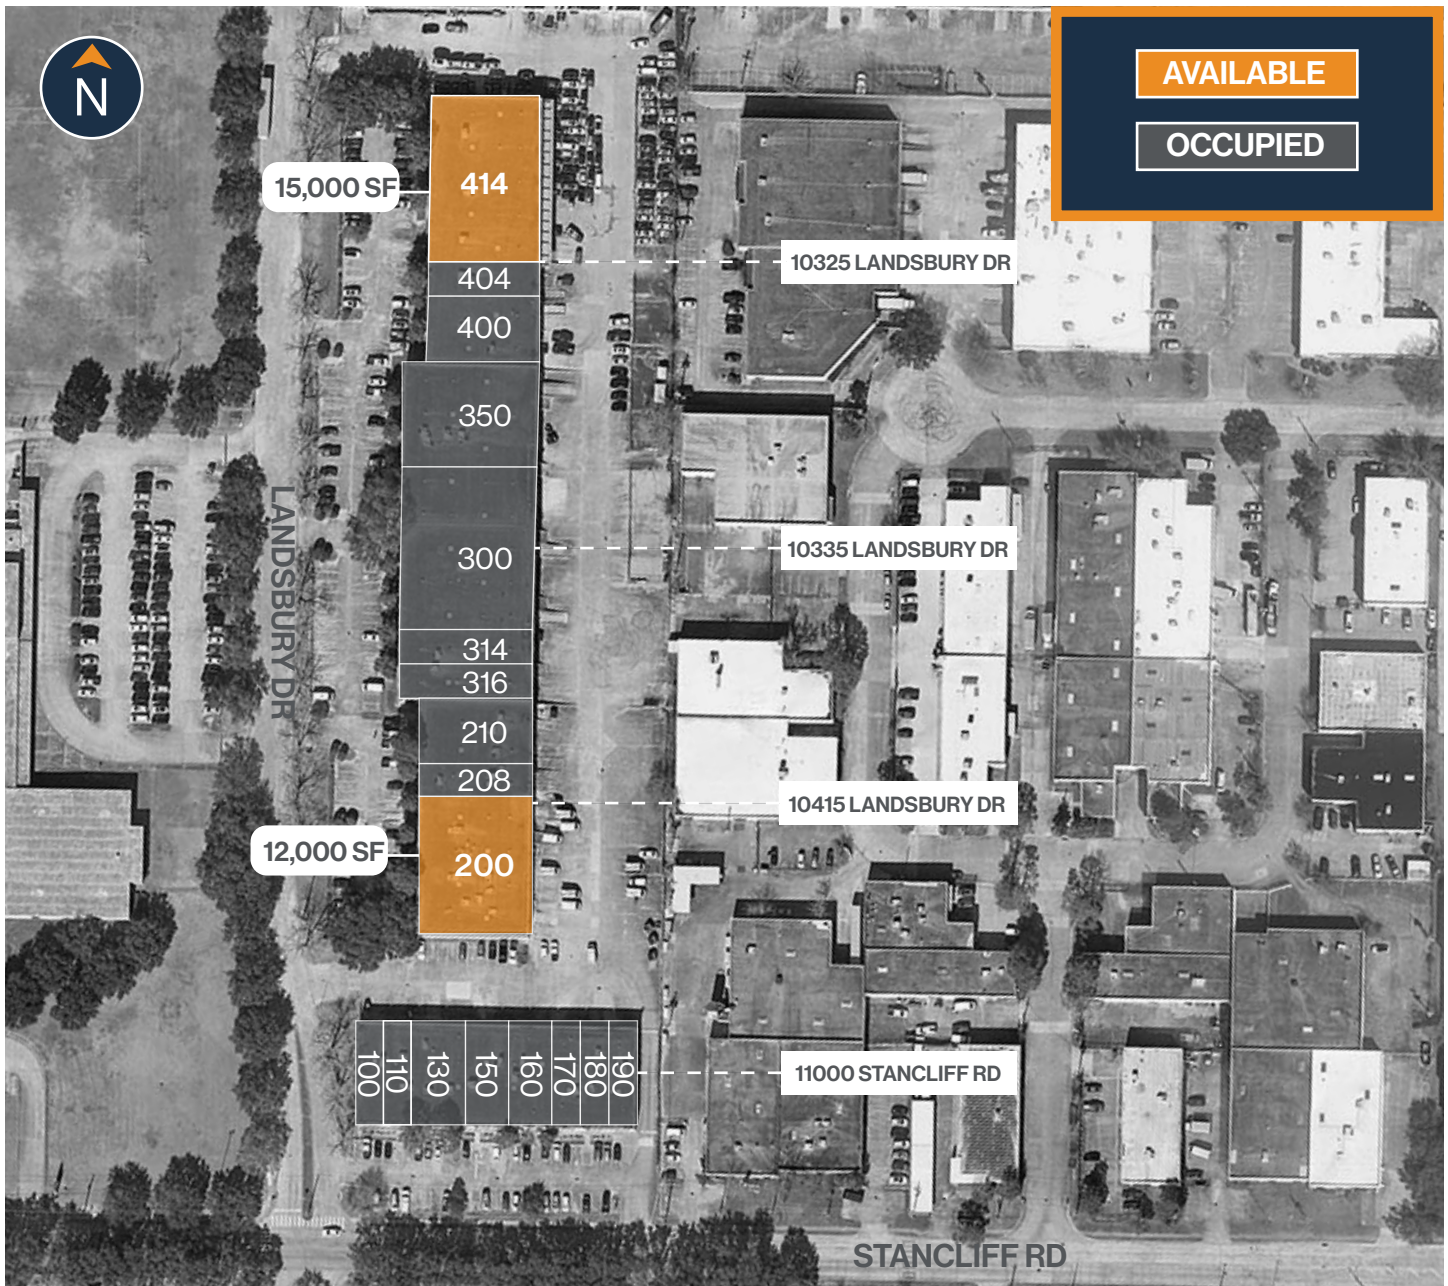 N
AVAILABLE
OCCUPIED
15,000 SF
414
10325 LANDSBURY DR
404
400
350
LANDSBURY DR
300
10335 LANDSBURY DR
314
316
210
208
10415 LANDSBURY DR
12,000 SF
200
100
110
130
150
160
170
180
190
11000 STANCLIFF RD
STANCLIFF RD